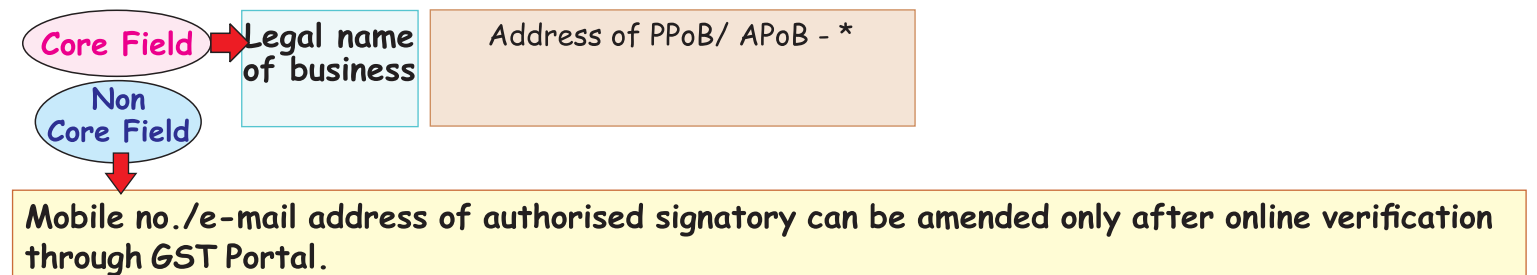 Core Field
Legal name
of business
Address of PPoB/ APoB - *
Non
Core Field
Mobile no./e-mail address of authorised signatory can be amended only after online verification
through GST Portal.